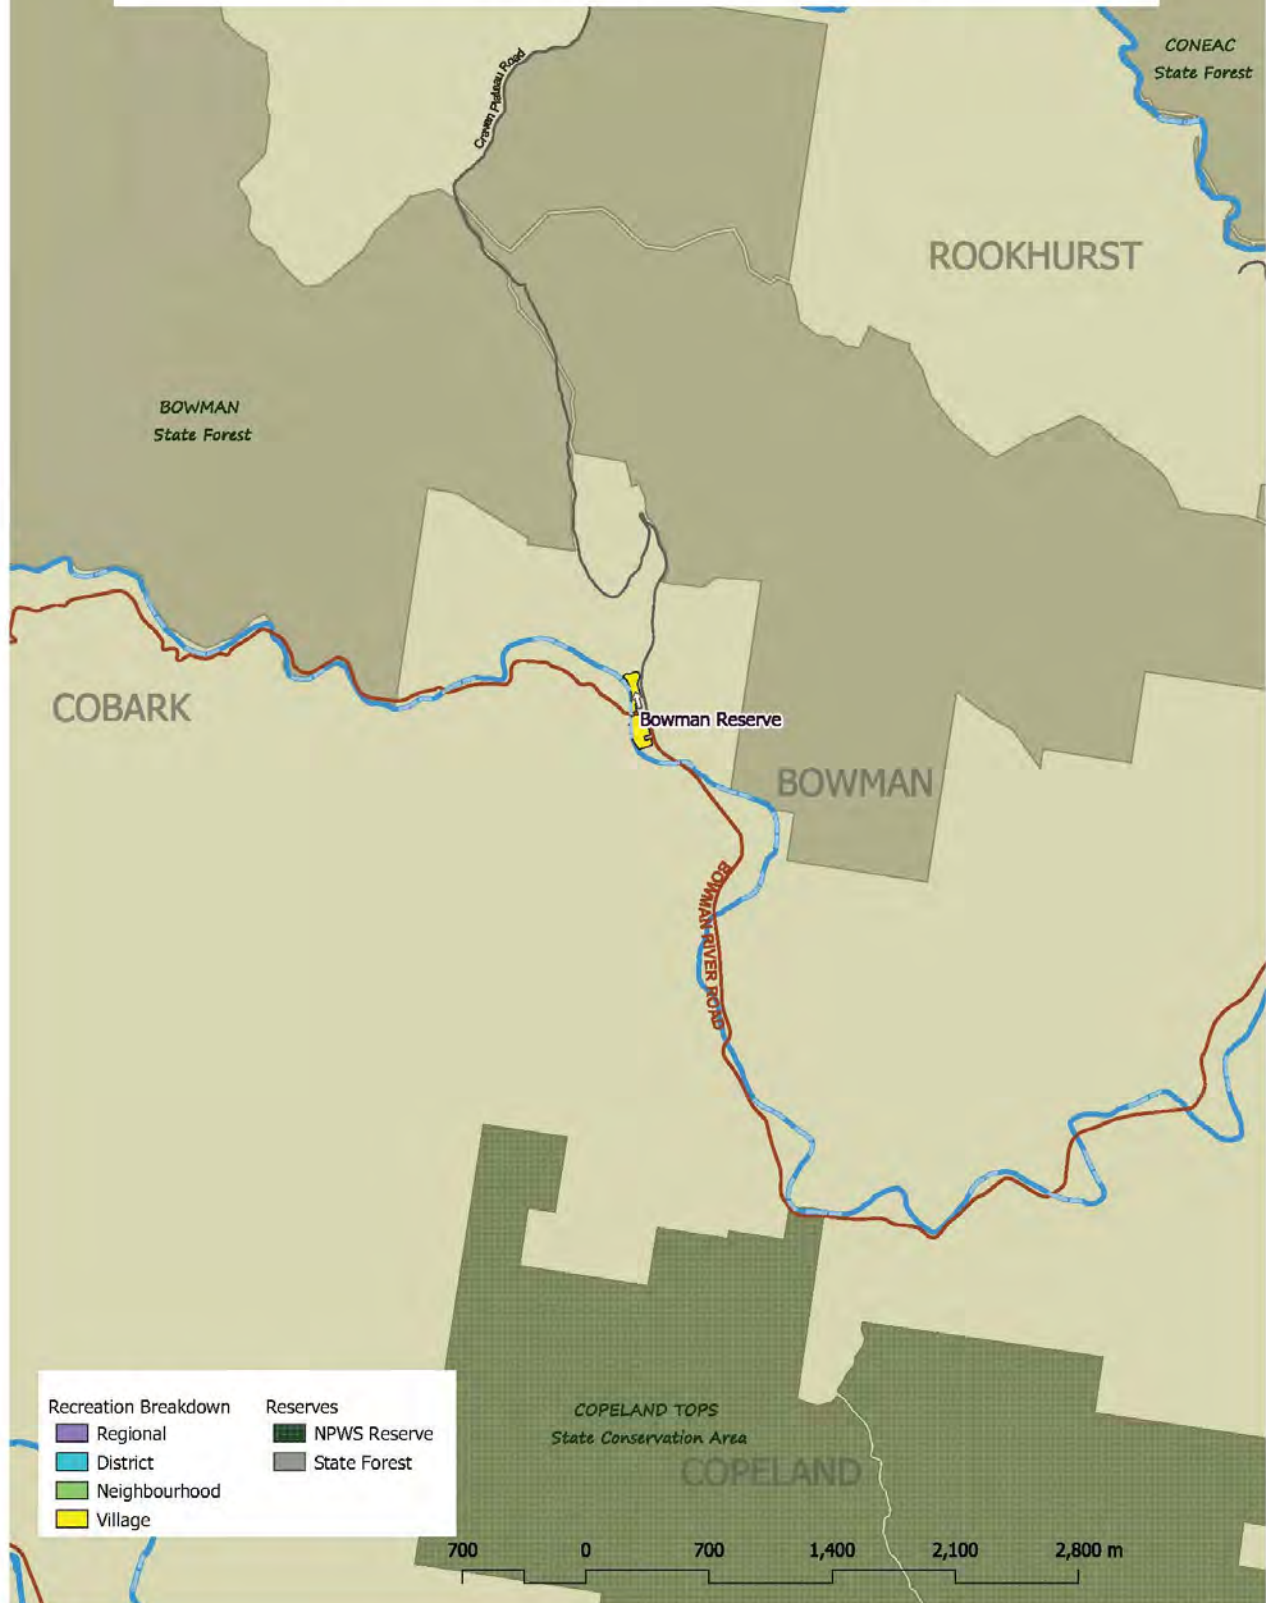 CONEAC
State Forest
Craven Plateau Road
ROOKHURST
BOWMAN
State Forest
COBARK
Bowman Reserve
BOWMAN
BOWMAN RIVER ROAD
Recreation Breakdown
Regional
District
Neighbourhood
Village
Reserves
NPWS Reserve
State Forest
COPELAND TOPS
State Conservation Area
COPELAND
700 0 700 1,400 2,100 2,800 m